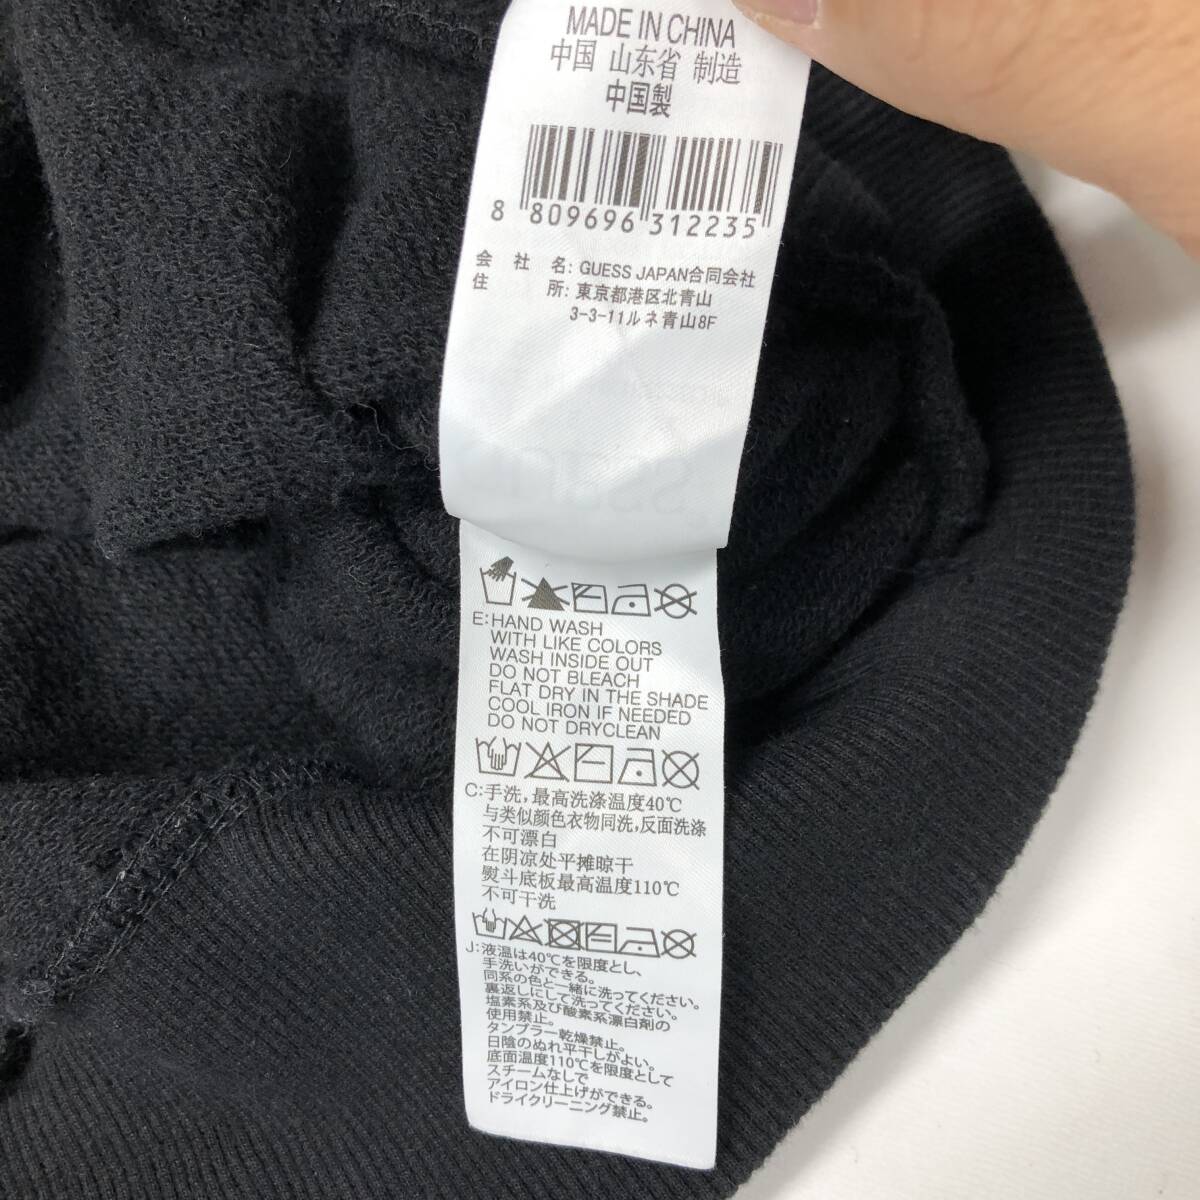 MADE IN CHINA
中国 山东省 制造
中国製
8 809696 312235
会 社 名: GUESS JAPAN合同会社
住 所: 東京都港区北青山
3-3-11ルネ青山8F
E: HAND WASH
WITH LIKE COLORS
WASH INSIDE OUT
DO NOT BLEACH
FLAT DRY IN THE SHADE
COOL IRON IF NEEDED
DO NOT DRYCLEAN
C: 手洗,最高洗涤温度40℃
与类似颜色衣物同洗,反面洗涤
不可漂白
在阴凉处平摊晾干
熨斗底板最高温度110℃
不可干洗
J: 液温は40℃を限度とし、
手洗いができる。
同系の色と一緒に洗ってください。
裏返しにして洗ってください。
塩素系及び酸素系漂白剤の
使用禁止。
タンブラー乾燥禁止。
日陰のぬれ平干しがよい。
底面温度110℃を限度として
スチームなしで
アイロン仕上げができる。
ドライクリーニング禁止。